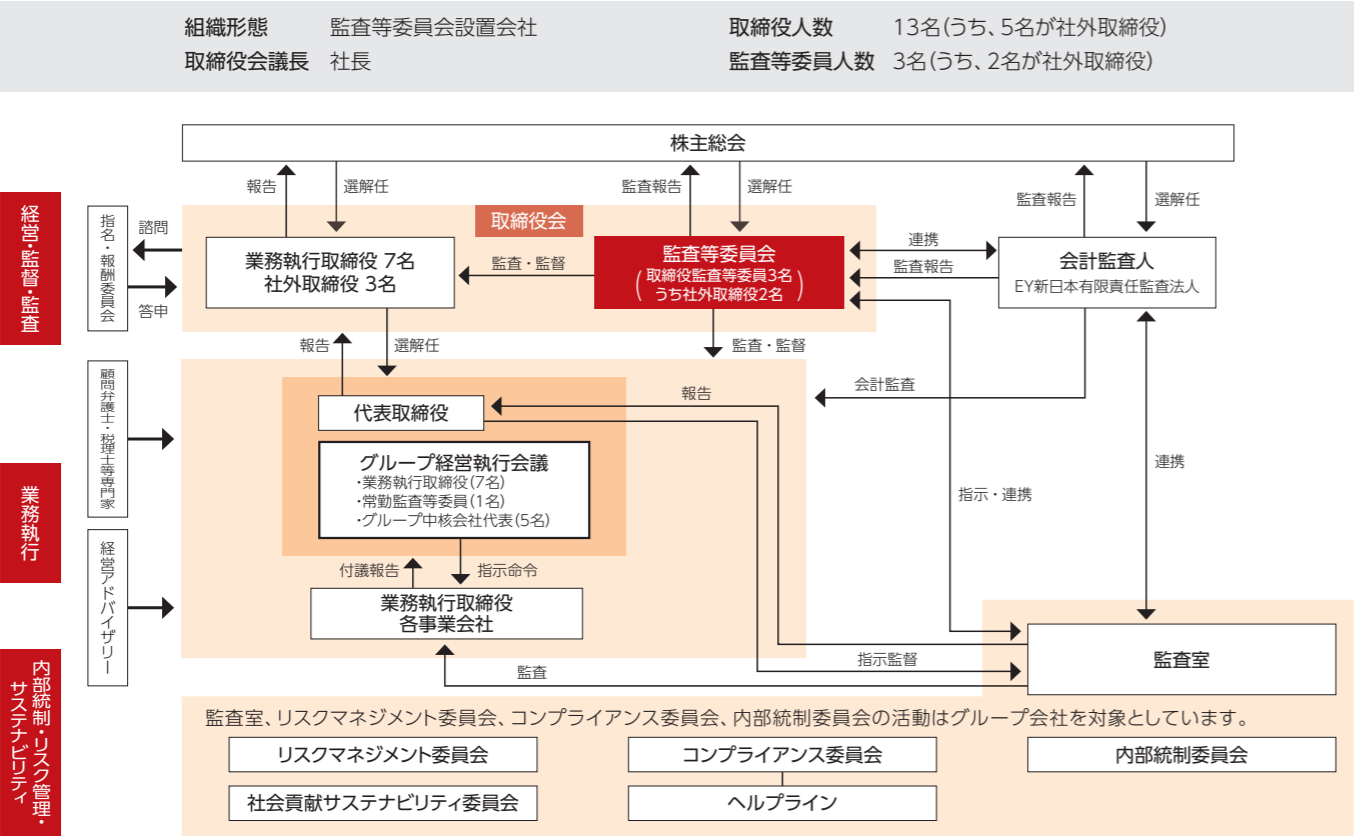 組織形態 監査等委員会設置会社
取締役人数 13名(うち、5名が社外取締役)
取締役会議長 社長
監査等委員人数 3名(うち、2名が社外取締役)
株主総会
報告
選解任
監査報告
選解任
監査報告
選解任
経営・監督・監査
指名・報酬委員会
諮問
答申
取締役会
業務執行取締役 7名
社外取締役 3名
監査・監督
監査等委員会
(取締役監査等委員3名
うち社外取締役2名)
連携
監査報告
会計監査人
EY新日本有限責任監査法人
報告
選解任
監査・監督
会計監査
顧問弁護士・税理士等専門家
業務執行
経営アドバイザリー
代表取締役
報告
グループ経営執行会議
・業務執行取締役(7名)
・常勤監査等委員(1名)
・グループ中核会社代表(5名)
指示・連携
連携
付議報告
指示命令
業務執行取締役
各事業会社
監査
指示監督
監査室
内部統制・リスク管理・
サステナビリティ
監査室、リスクマネジメント委員会、コンプライアンス委員会、内部統制委員会の活動はグループ会社を対象としています。
リスクマネジメント委員会
コンプライアンス委員会
内部統制委員会
社会貢献サステナビリティ委員会
ヘルプライン